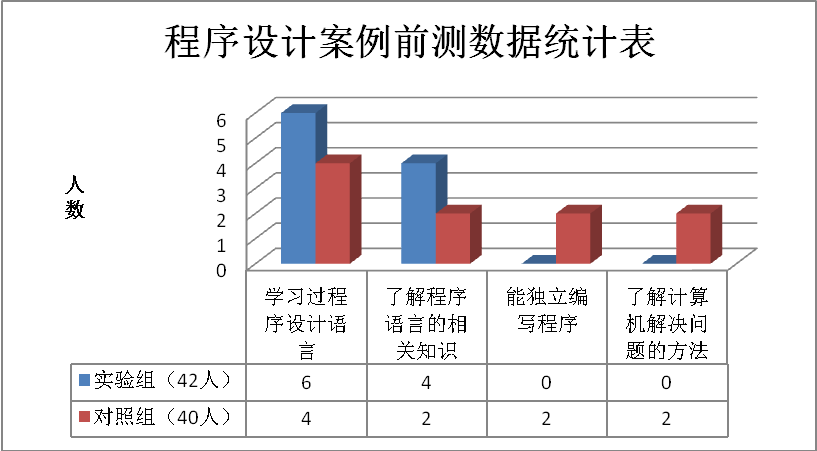 程序设计案例前测数据统计表
人
数
6
5
4
3
2
1
0
学习过程
序设计语
言
了解程序
语言的相
关知识
能独立编
写程序
了解计算
机解决问
题的方法
实验组（42人） 6 4 0 0
对照组（40人） 4 2 2 2